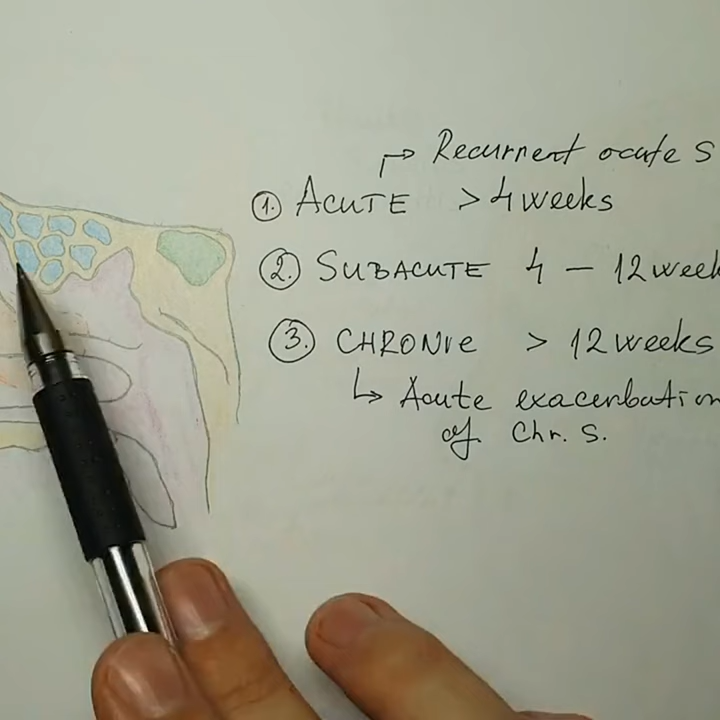 Recurrent acute S
1. ACUTE > 4 weeks
2. SUBACUTE 4 - 12 week
3. CHRONIC > 12 weeks
Acute exacerbation
of Chr. S.